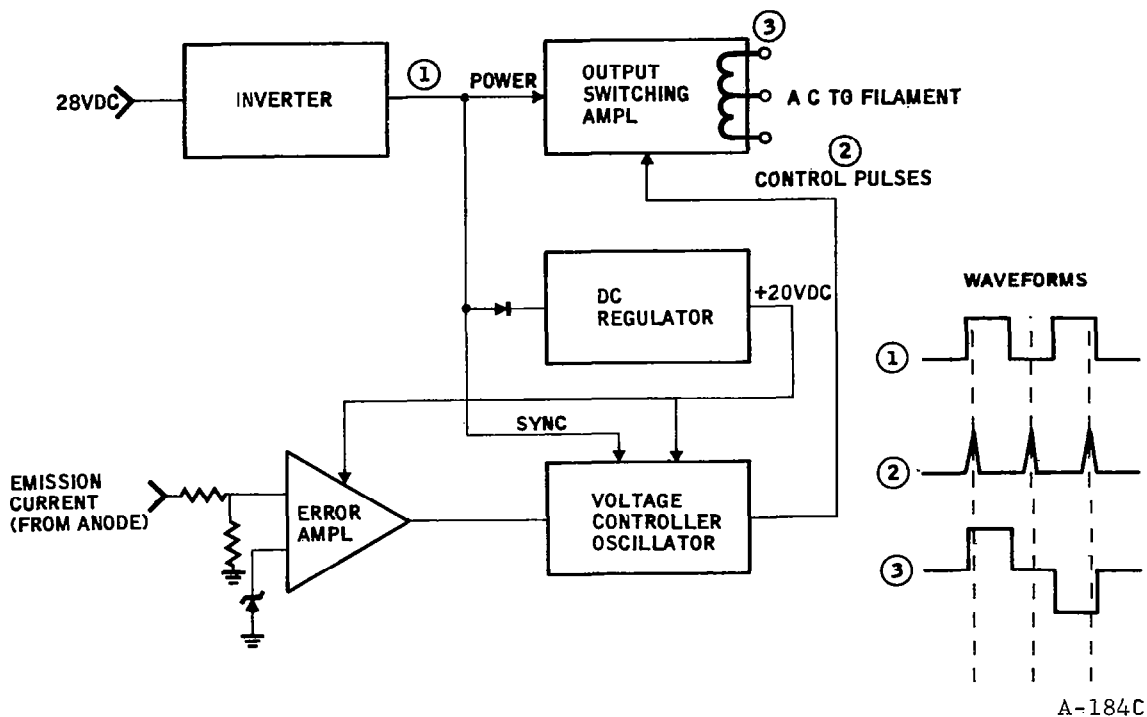 28VDC
INVERTER
①
POWER
OUTPUT
SWITCHING
AMPL
③
A C TO FILAMENT
②
CONTROL PULSES
DC
REGULATOR
+20VDC
SYNC
EMISSION
CURRENT
(FROM ANODE)
ERROR
AMPL
VOLTAGE
CONTROLLER
OSCILLATOR
WAVEFORMS
①
②
③
A-184C